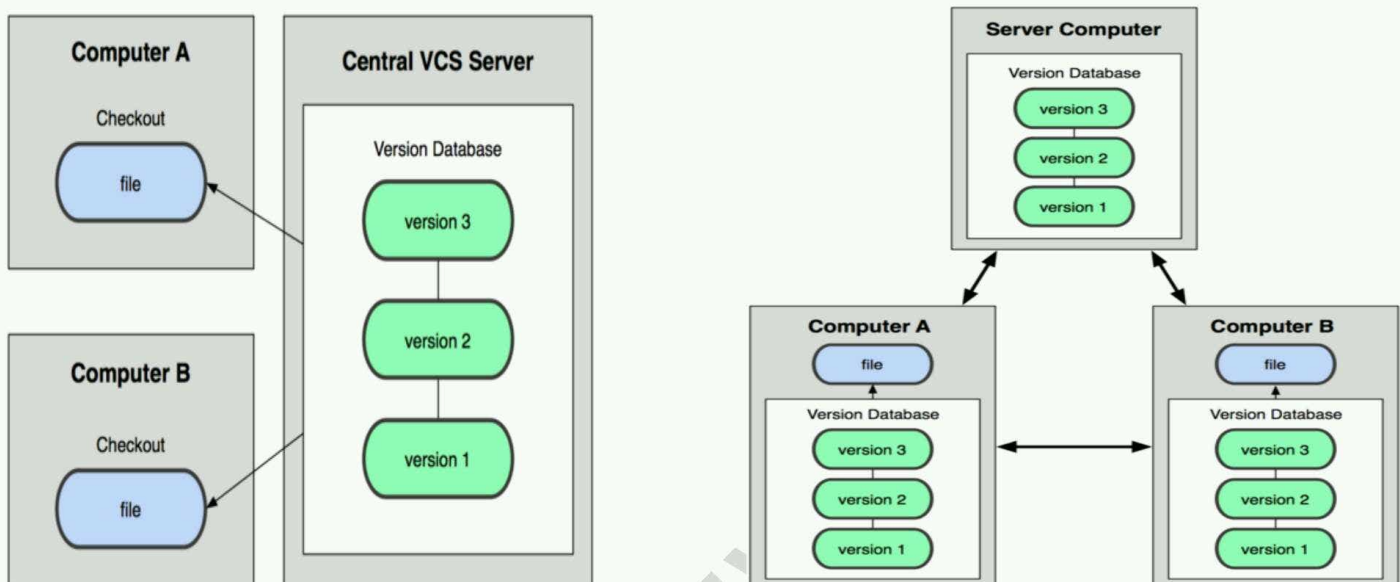 Computer A
Checkout
file
Computer B
Checkout
file
Central VCS Server
Version Database
version 3
version 2
version 1
Server Computer
Version Database
version 3
version 2
version 1
Computer A
file
Version Database
version 3
version 2
version 1
Computer B
file
Version Database
version 3
version 2
version 1